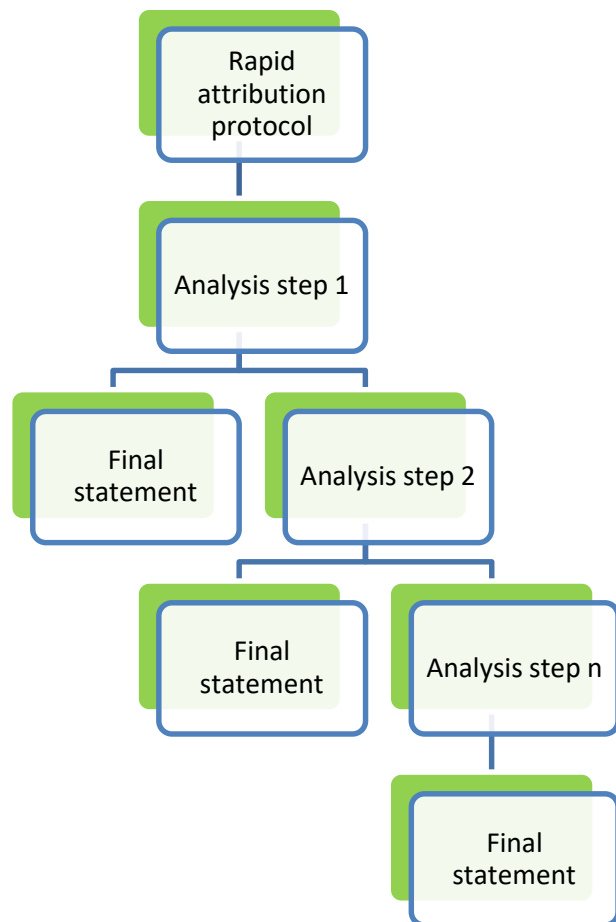 Rapid
attribution
protocol
Analysis step 1
Final
statement
Analysis step 2
Final
statement
Analysis step n
Final
statement